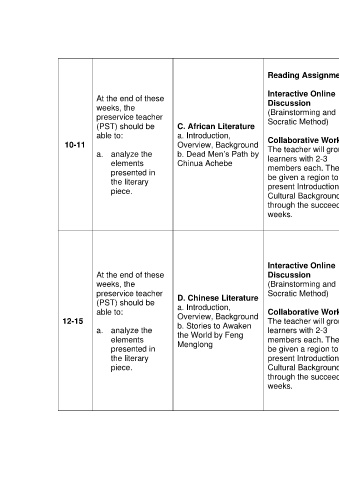 10-11
At the end of these
weeks, the
preservice teacher
(PST) should be
able to:
a. analyze the
elements
presented in
the literary
piece.
C. African Literature
a. Introduction,
Overview, Background
b. Dead Men's Path by
Chinua Achebe
Reading Assignme
Interactive Online
Discussion
(Brainstorming and
Socratic Method)
Collaborative Work
The teacher will gro
learners with 2-3
members each. The
be given a region to
present Introduction
Cultural Background
through the succeed
weeks.
12-15
At the end of these
weeks, the
preservice teacher
(PST) should be
able to:
a. analyze the
elements
presented in
the literary
piece.
D. Chinese Literature
a. Introduction,
Overview, Background
b. Stories to Awaken
the World by Feng
Menglong
Interactive Online
Discussion
(Brainstorming and
Socratic Method)
Collaborative Work
The teacher will gro
learners with 2-3
members each. The
be given a region to
present Introduction
Cultural Background
through the succeed
weeks.